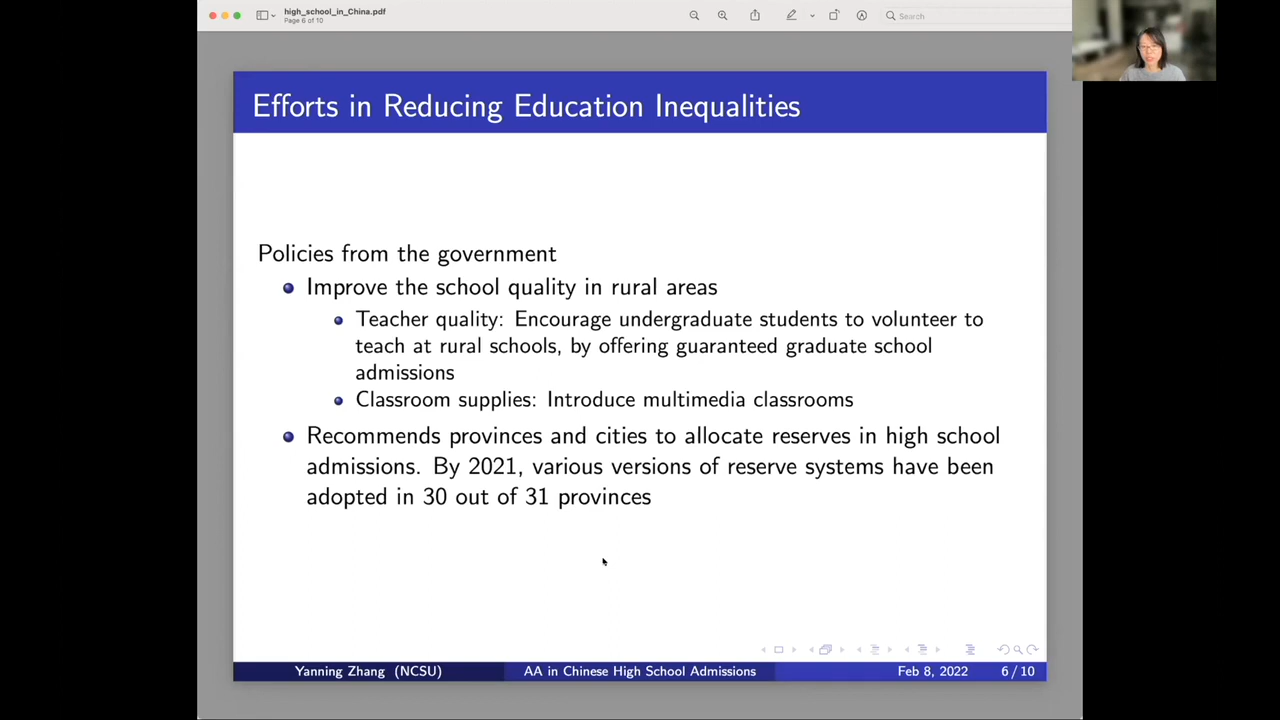 high_school_in_China.pdf
Page 6 of 10
Search
Efforts in Reducing Education Inequalities
Policies from the government
Improve the school quality in rural areas
Teacher quality: Encourage undergraduate students to volunteer to
teach at rural schools, by offering guaranteed graduate school
admissions
Classroom supplies: Introduce multimedia classrooms
Recommends provinces and cities to allocate reserves in high school
admissions. By 2021, various versions of reserve systems have been
adopted in 30 out of 31 provinces
Yanning Zhang (NCSU) AA in Chinese High School Admissions Feb 8, 2022 6 / 10